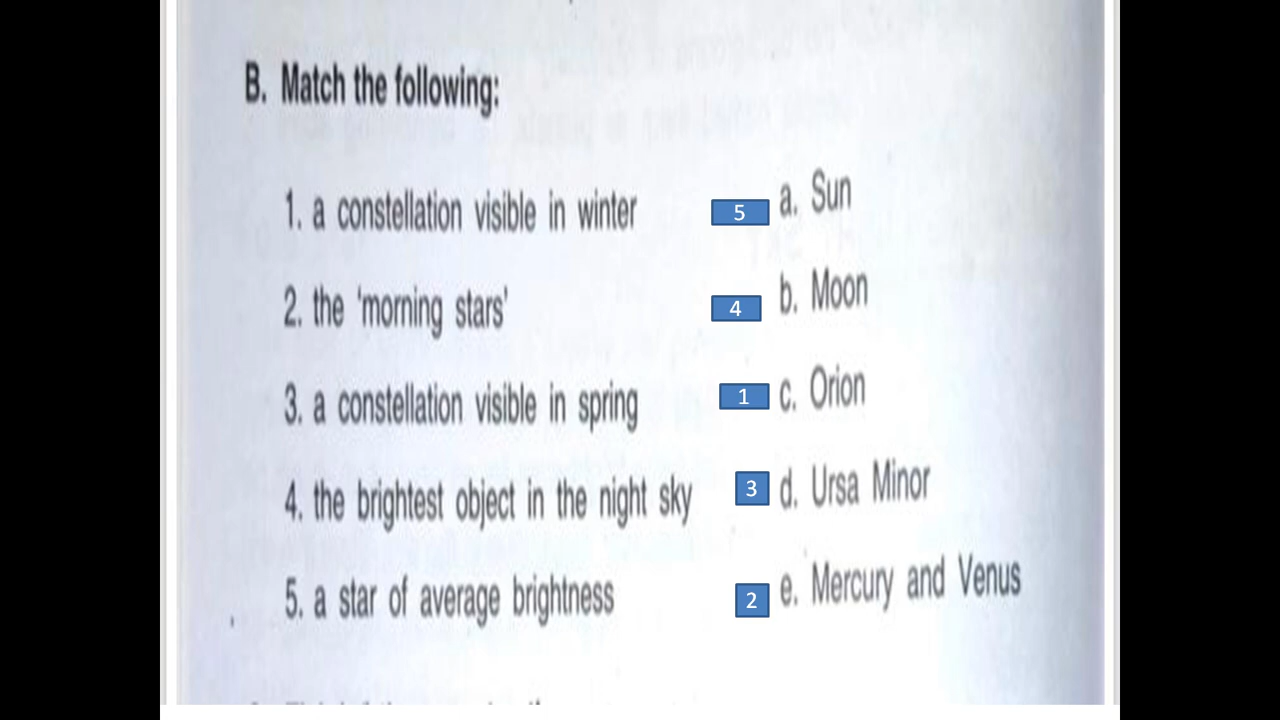 B. Match the following:
1. a constellation visible in winter 5 a. Sun
2. the 'morning stars' 4 b. Moon
3. a constellation visible in spring 1 c. Orion
4. the brightest object in the night sky 3 d. Ursa Minor
5. a star of average brightness 2 e. Mercury and Venus